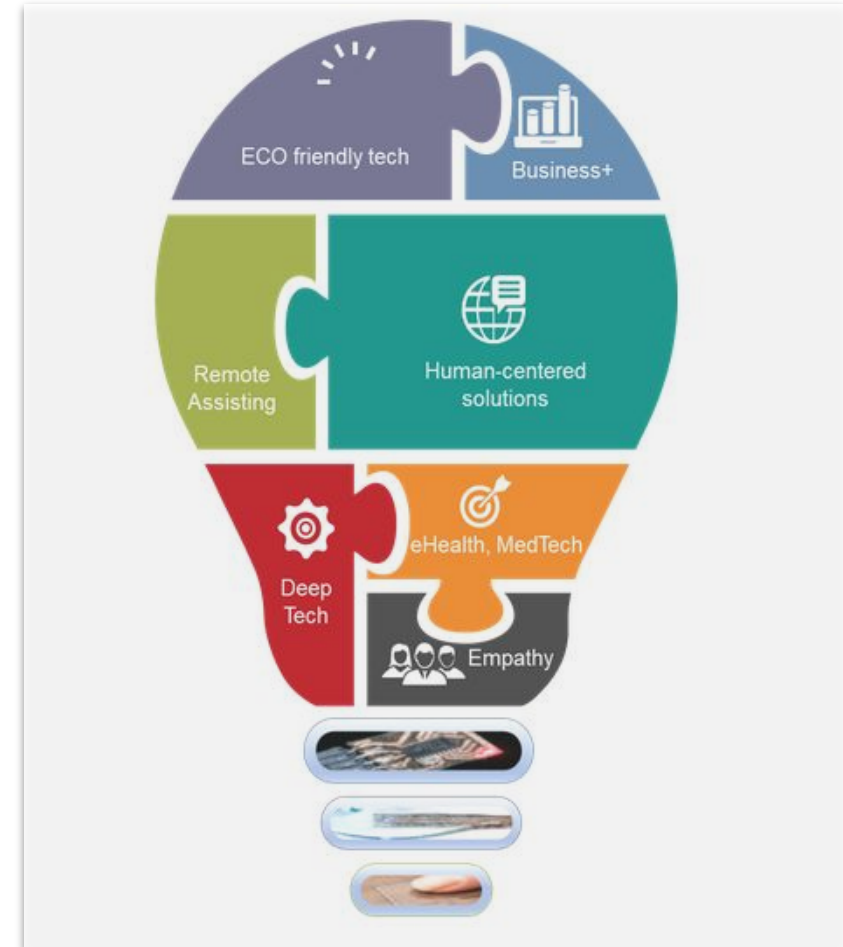 ECO friendly tech
Business+
Remote
Assisting
Human-centered
solutions
Deep
Tech
eHealth, MedTech
Empathy